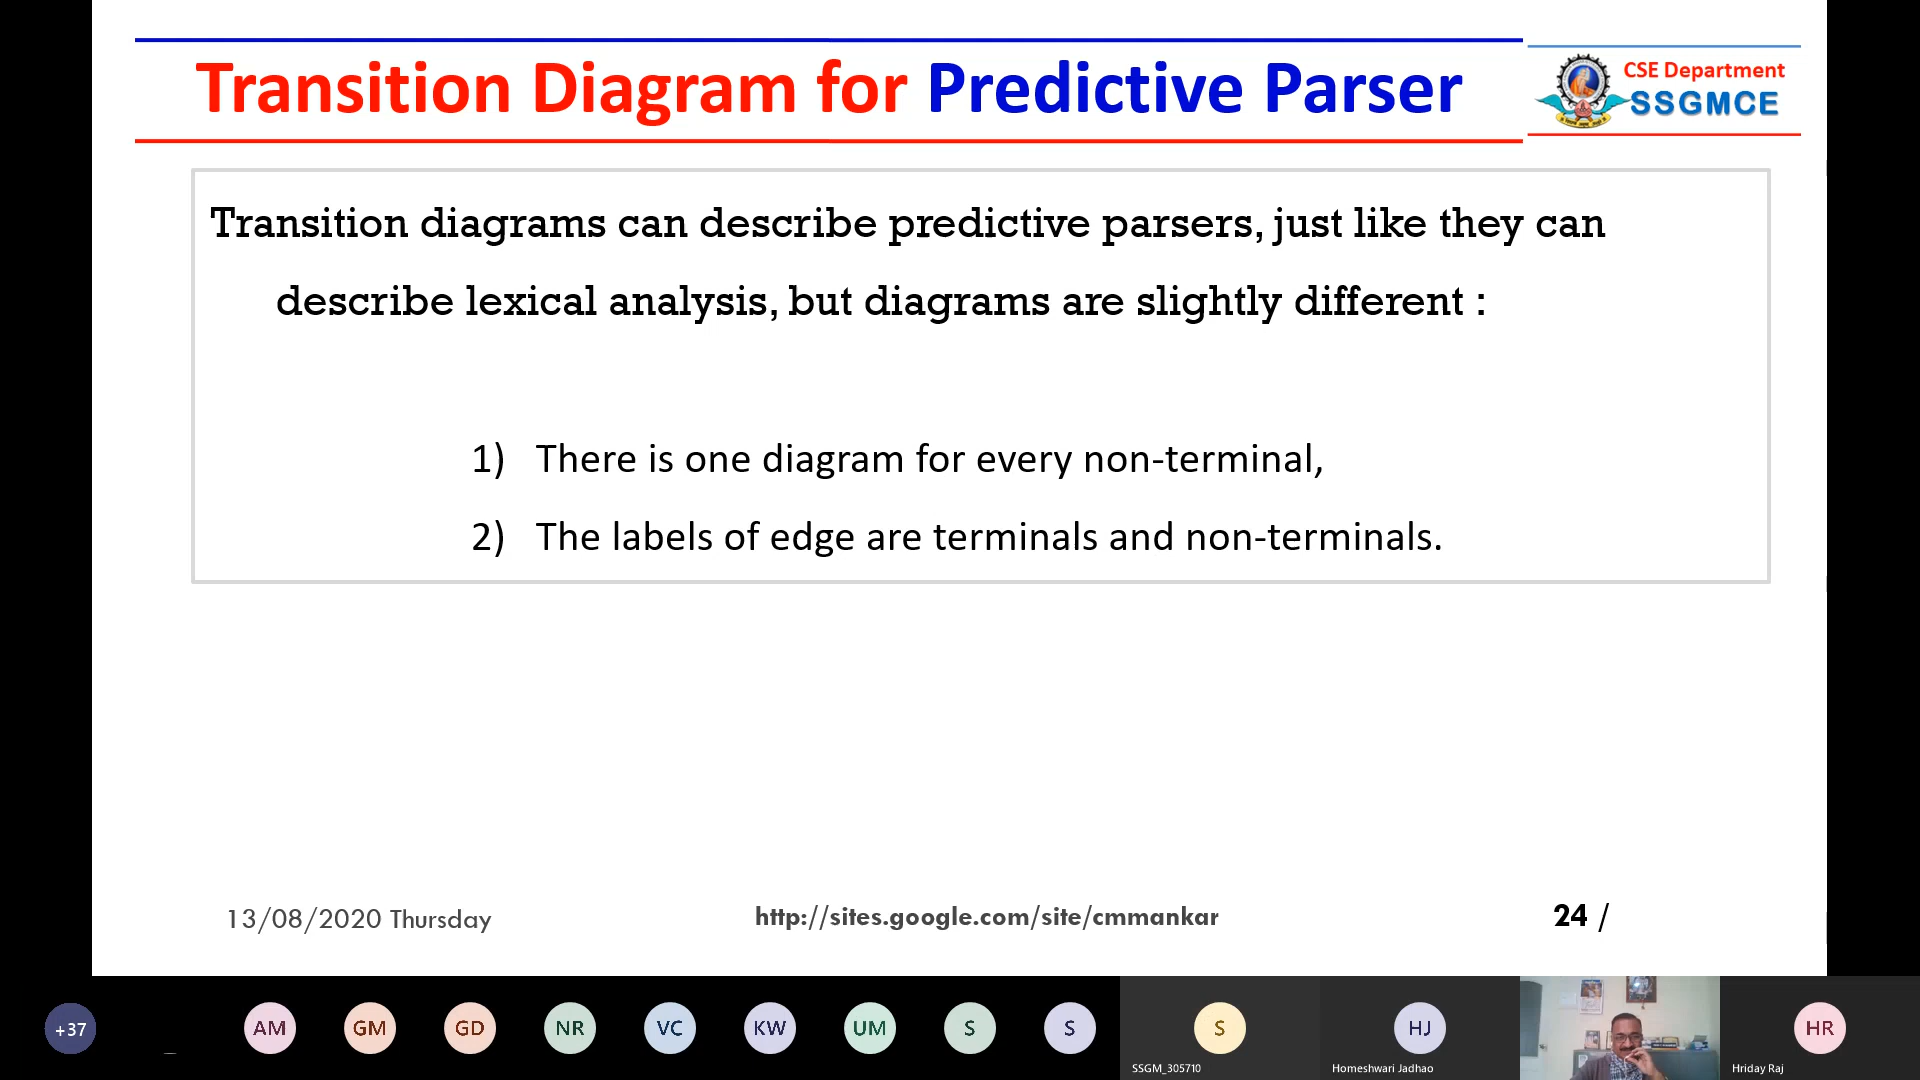 Transition Diagram for Predictive Parser
CSE Department
SSGMCE
Transition diagrams can describe predictive parsers, just like they can
describe lexical analysis, but diagrams are slightly different :
1) There is one diagram for every non-terminal,
2) The labels of edge are terminals and non-terminals.
13/08/2020 Thursday
http://sites.google.com/site/cmmankar
24 /
+37
AM
GM
GD
NR
VC
KW
UM
S
S
S
HJ
HR
SSGM_305710
Homeshwari Jadhao
Hriday Raj